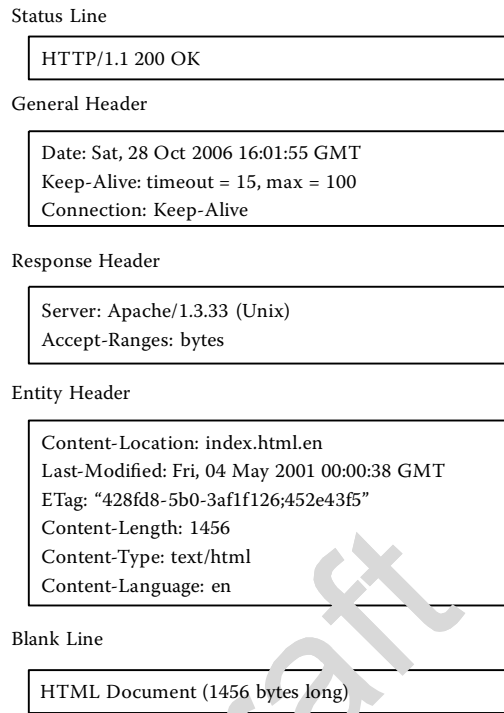 Status Line
HTTP/1.1 200 OK
General Header
Date: Sat, 28 Oct 2006 16:01:55 GMT
Keep-Alive: timeout = 15, max = 100
Connection: Keep-Alive
Response Header
Server: Apache/1.3.33 (Unix)
Accept-Ranges: bytes
Entity Header
Content-Location: index.html.en
Last-Modified: Fri, 04 May 2001 00:00:38 GMT
ETag: “428fd8-5b0-3af1f126;452e43f5”
Content-Length: 1456
Content-Type: text/html
Content-Language: en
Blank Line
HTML Document (1456 bytes long)